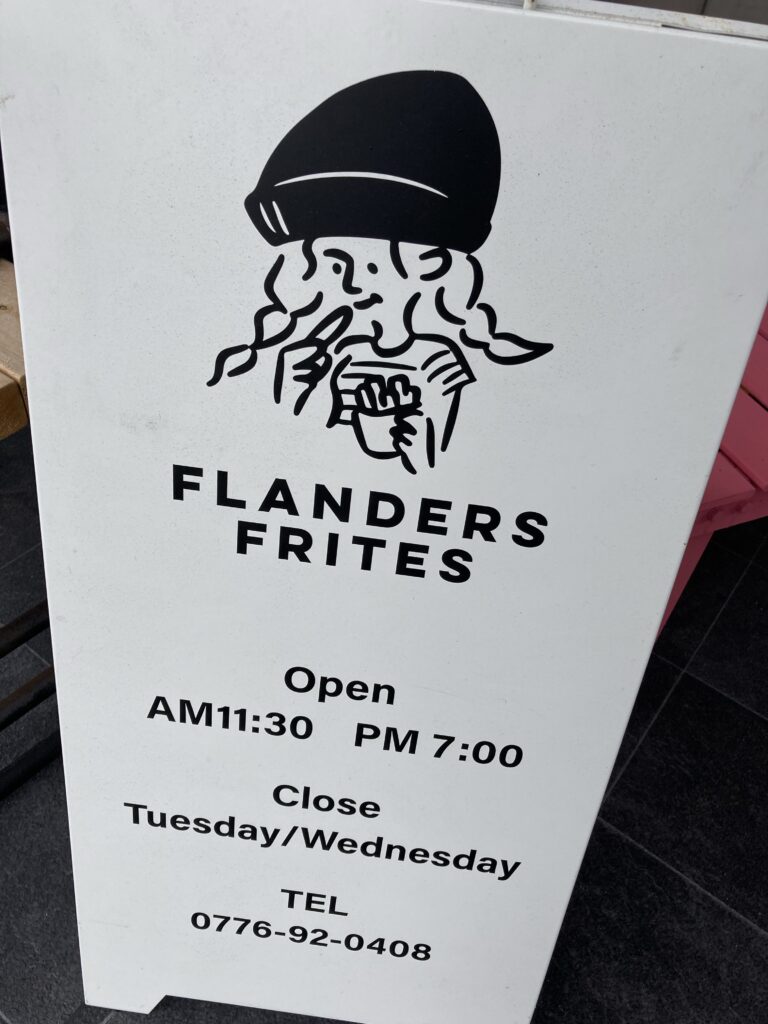 FLANDERS
FRITES
Open
AM11:30 PM 7:00
Close
Tuesday/Wednesday
TEL
0776-92-0408